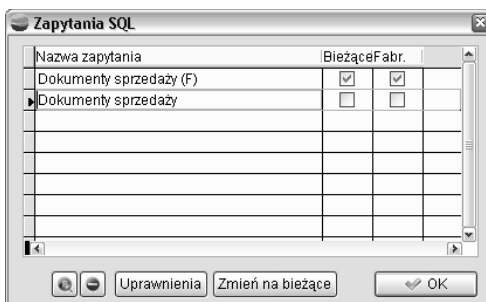 Zapytania SQL
Nazwa zapytania Bieżące Fabr.
Dokumenty sprzedaży (F)
Dokumenty sprzedaży
Uprawnienia Zmień na bieżące OK